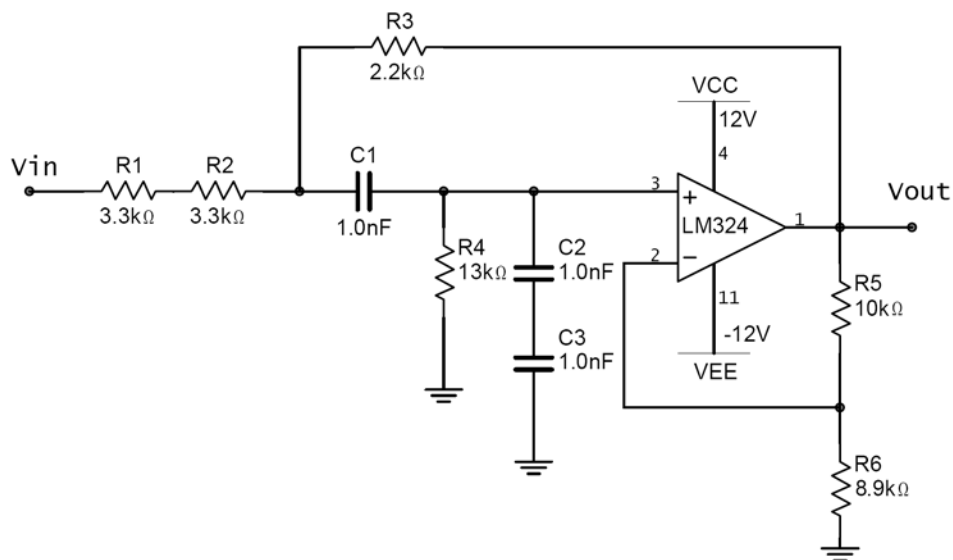 R3
2.2kΩ
VCC
12V
4
Vin
R1
3.3kΩ
R2
3.3kΩ
C1
1.0nF
3
+
LM324
1
Vout
2
−
R4
13kΩ
C2
1.0nF
11
-12V
VEE
R5
10kΩ
C3
1.0nF
R6
8.9kΩ